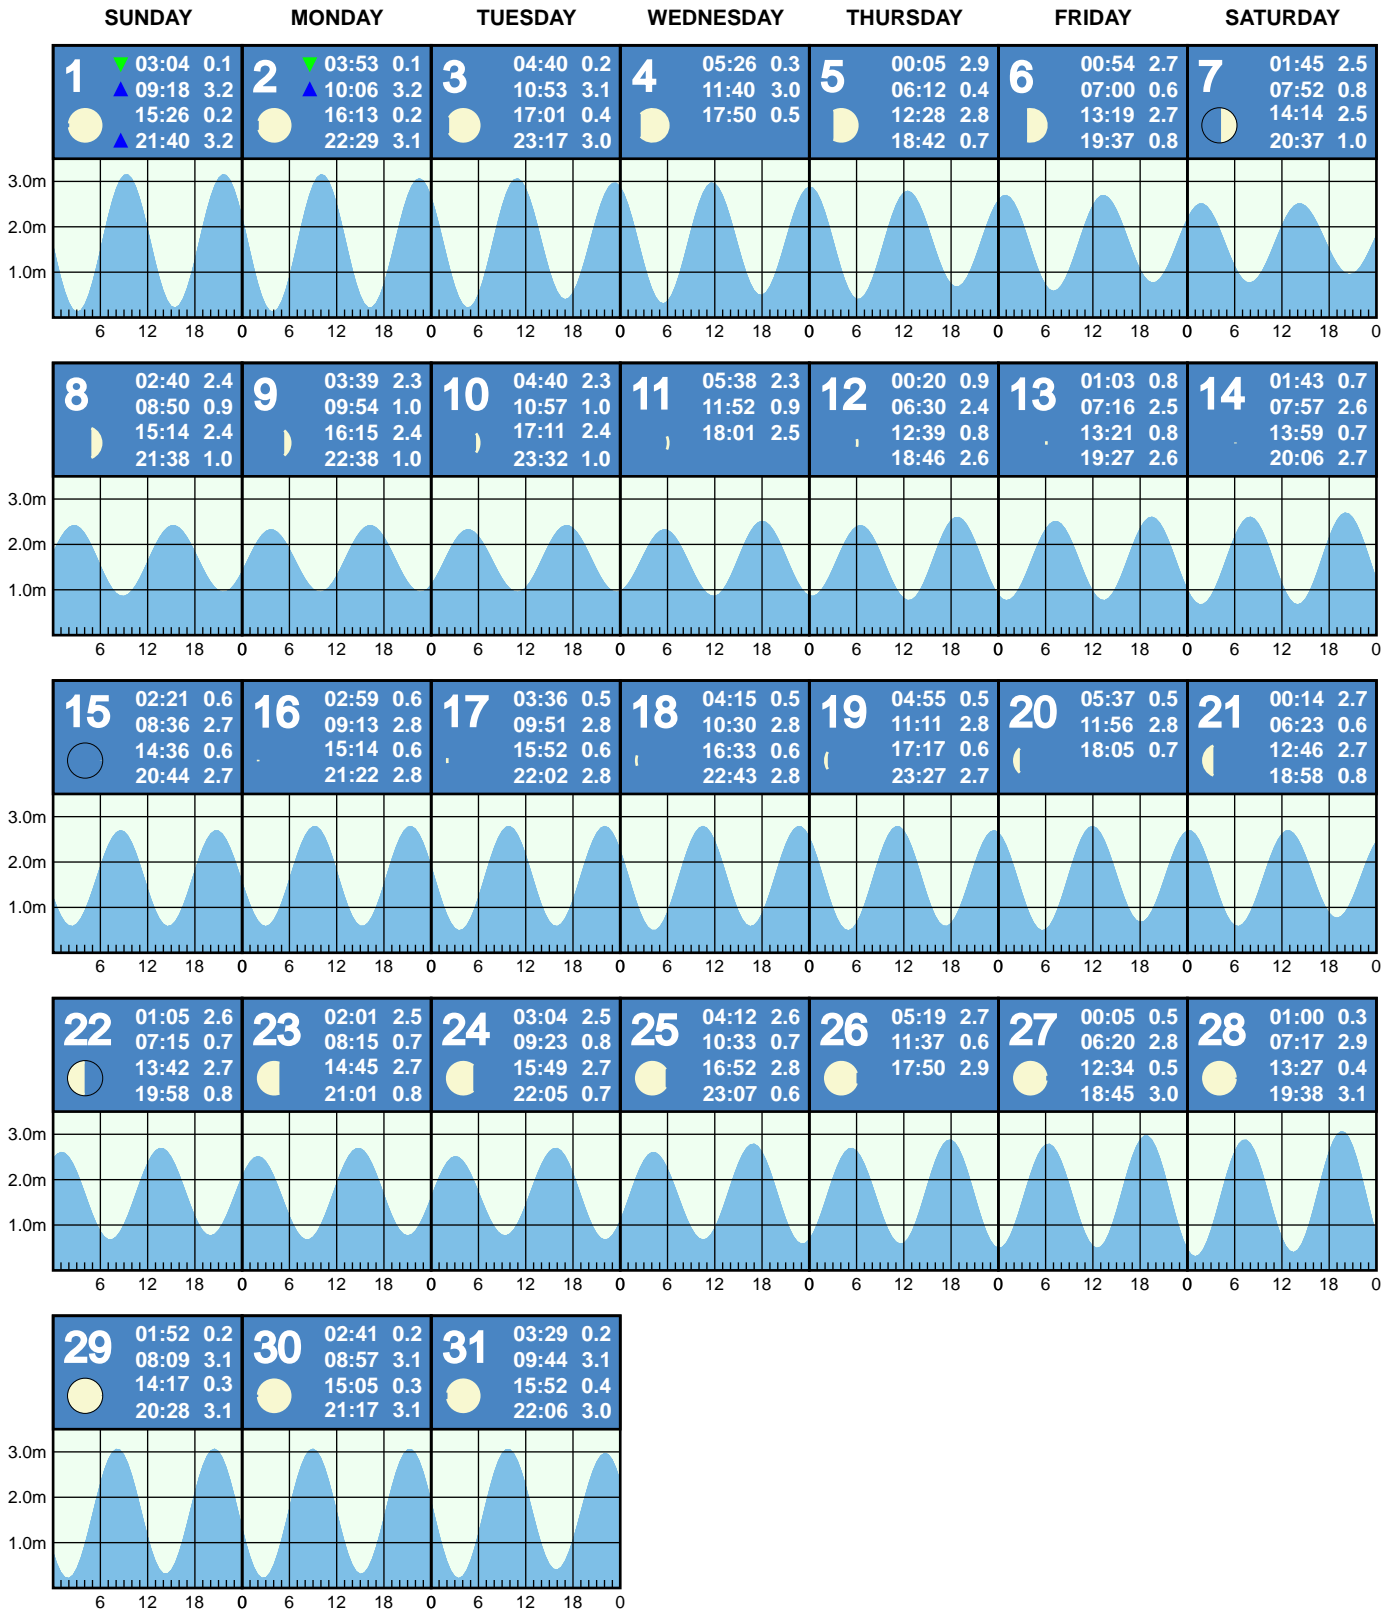 SUNDAY MONDAY TUESDAY WEDNESDAY THURSDAY FRIDAY SATURDAY
1 03:04 0.1
09:18 3.2
15:26 0.2
21:40 3.2
2 03:53 0.1
10:06 3.2
16:13 0.2
22:29 3.1
3 04:40 0.2
10:53 3.1
17:01 0.4
23:17 3.0
4 05:26 0.3
11:40 3.0
17:50 0.5
5 00:05 2.9
06:12 0.4
12:28 2.8
18:42 0.7
6 00:54 2.7
07:00 0.6
13:19 2.7
19:37 0.8
7 01:45 2.5
07:52 0.8
14:14 2.5
20:37 1.0
3.0m
2.0m
1.0m
6 12 18 0 6 12 18 0 6 12 18 0 6 12 18 0 6 12 18 0 6 12 18 0 6 12 18 0
8 02:40 2.4
08:50 0.9
15:14 2.4
21:38 1.0
9 03:39 2.3
09:54 1.0
16:15 2.4
22:38 1.0
10 04:40 2.3
10:57 1.0
17:11 2.4
23:32 1.0
11 05:38 2.3
11:52 0.9
18:01 2.5
12 00:20 0.9
06:30 2.4
12:39 0.8
18:46 2.6
13 01:03 0.8
07:16 2.5
13:21 0.8
19:27 2.6
14 01:43 0.7
07:57 2.6
13:59 0.7
20:06 2.7
3.0m
2.0m
1.0m
6 12 18 0 6 12 18 0 6 12 18 0 6 12 18 0 6 12 18 0 6 12 18 0 6 12 18 0
15 02:21 0.6
08:36 2.7
14:36 0.6
20:44 2.7
16 02:59 0.6
09:13 2.8
15:14 0.6
21:22 2.8
17 03:36 0.5
09:51 2.8
15:52 0.6
22:02 2.8
18 04:15 0.5
10:30 2.8
16:33 0.6
22:43 2.8
19 04:55 0.5
11:11 2.8
17:17 0.6
23:27 2.7
20 05:37 0.5
11:56 2.8
18:05 0.7
21 00:14 2.7
06:23 0.6
12:46 2.7
18:58 0.8
3.0m
2.0m
1.0m
6 12 18 0 6 12 18 0 6 12 18 0 6 12 18 0 6 12 18 0 6 12 18 0 6 12 18 0
22 01:05 2.6
07:15 0.7
13:42 2.7
19:58 0.8
23 02:01 2.5
08:15 0.7
14:45 2.7
21:01 0.8
24 03:04 2.5
09:23 0.8
15:49 2.7
22:05 0.7
25 04:12 2.6
10:33 0.7
16:52 2.8
23:07 0.6
26 05:19 2.7
11:37 0.6
17:50 2.9
27 00:05 0.5
06:20 2.8
12:34 0.5
18:45 3.0
28 01:00 0.3
07:17 2.9
13:27 0.4
19:38 3.1
3.0m
2.0m
1.0m
6 12 18 0 6 12 18 0 6 12 18 0 6 12 18 0 6 12 18 0 6 12 18 0 6 12 18 0
29 01:52 0.2
08:09 3.1
14:17 0.3
20:28 3.1
30 02:41 0.2
08:57 3.1
15:05 0.3
21:17 3.1
31 03:29 0.2
09:44 3.1
15:52 0.4
22:06 3.0
3.0m
2.0m
1.0m
6 12 18 0 6 12 18 0 6 12 18 0